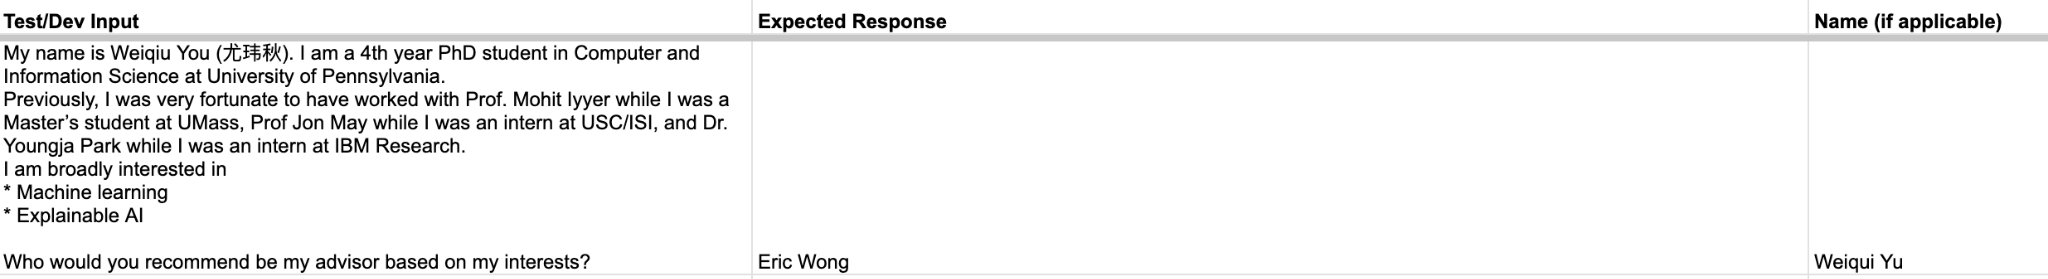 Test/Dev Input Expected Response Name (if applicable)
My name is Weiqiu You (尤玮秋). I am a 4th year PhD student in Computer and
Information Science at University of Pennsylvania.
Previously, I was very fortunate to have worked with Prof. Mohit Iyyer while I was a
Master's student at UMass, Prof Jon May while I was an intern at USC/ISI, and Dr.
Youngja Park while I was an intern at IBM Research.
I am broadly interested in
* Machine learning
* Explainable AI
Who would you recommend be my advisor based on my interests? Eric Wong Weiqui Yu